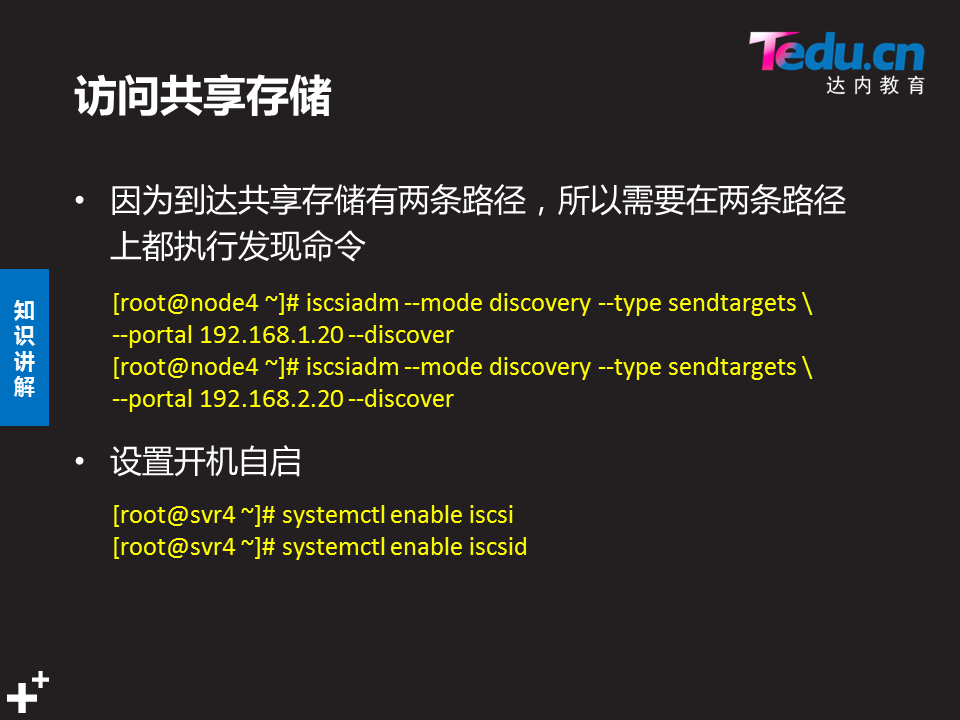 Tedu.cn
达内教育
访问共享存储
• 因为到达共享存储有两条路径，所以需要在两条路径
上都执行发现命令
[root@node4 ~]# iscsiadm --mode discovery --type sendtargets \
--portal 192.168.1.20 --discover
[root@node4 ~]# iscsiadm --mode discovery --type sendtargets \
--portal 192.168.2.20 --discover
知识讲解
• 设置开机自启
[root@svr4 ~]# systemctl enable iscsi
[root@svr4 ~]# systemctl enable iscsid